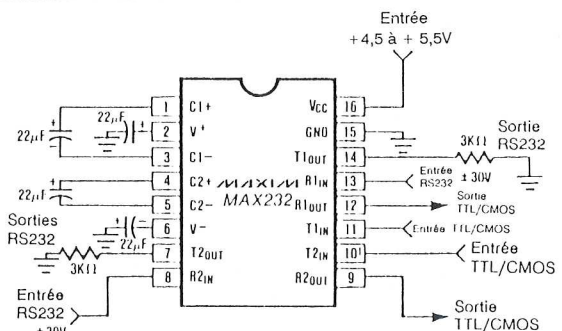 Entrée
+4,5 à + 5,5V
22µF
1 C1+
22µF
2 V+
3 C1-
22µF
4 C2+
5 C2-
6 V-
22µF
Sorties
RS232
3KΩ
7 T2OUT
8 R2IN
Entrée
RS232
±30V
MAXIM
MAX232
VCC 16
GND 15
T1OUT 14
3KΩ
Sortie
RS232
R1IN 13
Entrée
RS232 ±30V
R1OUT 12
Sortie
TTL/CMOS
T1IN 11
Entrée TTL/CMOS
T2IN 10
Entrée
TTL/CMOS
R2OUT 9
Sortie
TTL/CMOS